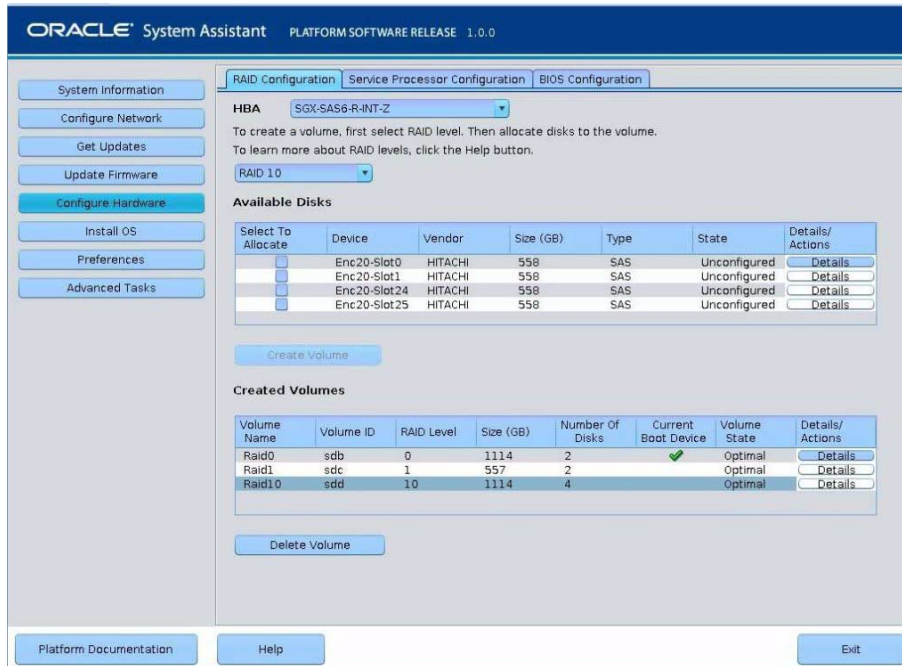 ORACLE® System Assistant PLATFORM SOFTWARE RELEASE 1.0.0
System Information
Configure Network
Get Updates
Update Firmware
Configure Hardware
Install OS
Preferences
Advanced Tasks
RAID Configuration Service Processor Configuration BIOS Configuration
HBA SGX-SAS6-R-INT-Z
To create a volume, first select RAID level. Then allocate disks to the volume.
To learn more about RAID levels, click the Help button.
RAID 10
Available Disks
Select To Allocate Device Vendor Size (GB) Type State Details/Actions
Enc20-Slot0 HITACHI 558 SAS Unconfigured Details
Enc20-Slot1 HITACHI 558 SAS Unconfigured Details
Enc20-Slot24 HITACHI 558 SAS Unconfigured Details
Enc20-Slot25 HITACHI 558 SAS Unconfigured Details
Create Volume
Created Volumes
Volume Name Volume ID RAID Level Size (GB) Number Of Disks Current Boot Device Volume State Details/Actions
Raid0 sdb 0 1114 2 Optimal Details
Raid1 sdc 1 557 2 Optimal Details
Raid10 sdd 10 1114 4 Optimal Details
Delete Volume
Platform Documentation Help Exit